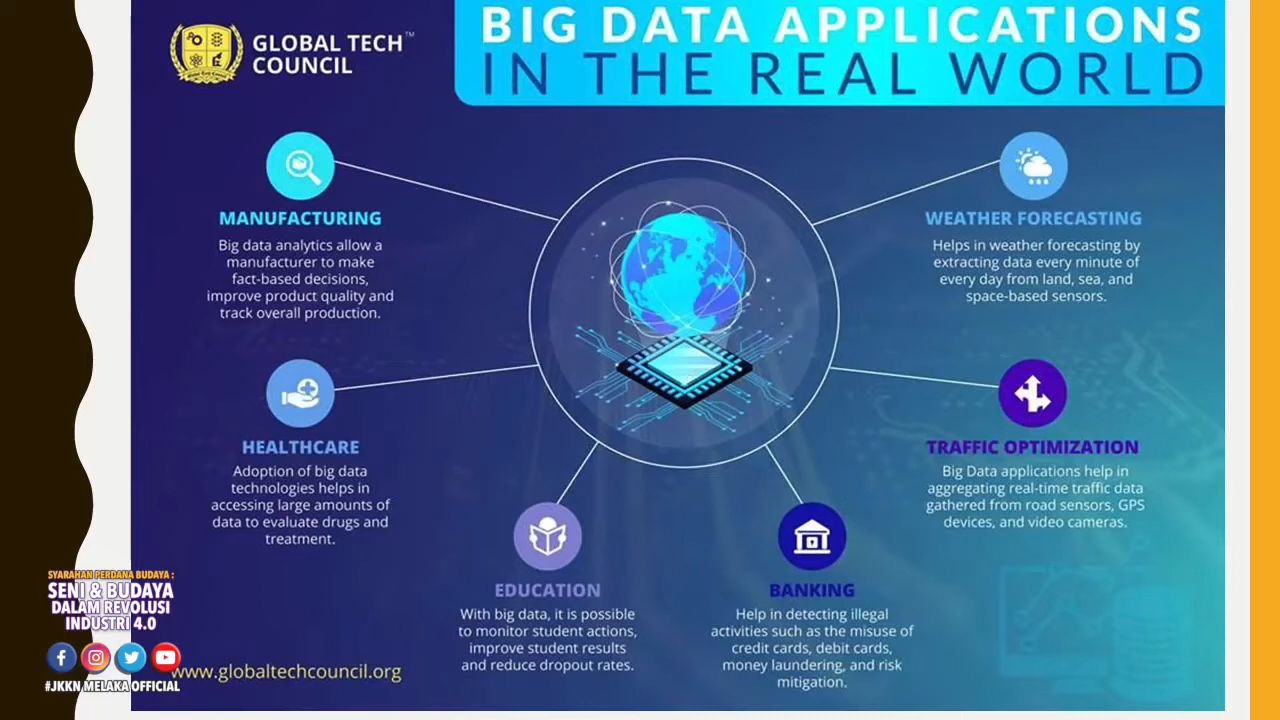 GLOBAL TECH™
COUNCIL
BIG DATA APPLICATIONS
IN THE REAL WORLD
MANUFACTURING
Big data analytics allow a
manufacturer to make
fact-based decisions,
improve product quality and
track overall production.
WEATHER FORECASTING
Helps in weather forecasting by
extracting data every minute of
every day from land, sea, and
space-based sensors.
HEALTHCARE
Adoption of big data
technologies helps in
accessing large amounts of
data to evaluate drugs and
treatment.
TRAFFIC OPTIMIZATION
Big Data applications help in
aggregating real-time traffic data
gathered from road sensors, GPS
devices, and video cameras.
EDUCATION
With big data, it is possible
to monitor student actions,
improve student results
and reduce dropout rates.
BANKING
Help in detecting illegal
activities such as the misuse of
credit cards, debit cards,
money laundering, and risk
mitigation.
SYARAHAN PERDANA BUDAYA :
SENI & BUDAYA
DALAM REVOLUSI
INDUSTRI 4.0
#JKKN MELAKA OFFICIAL
www.globaltechcouncil.org